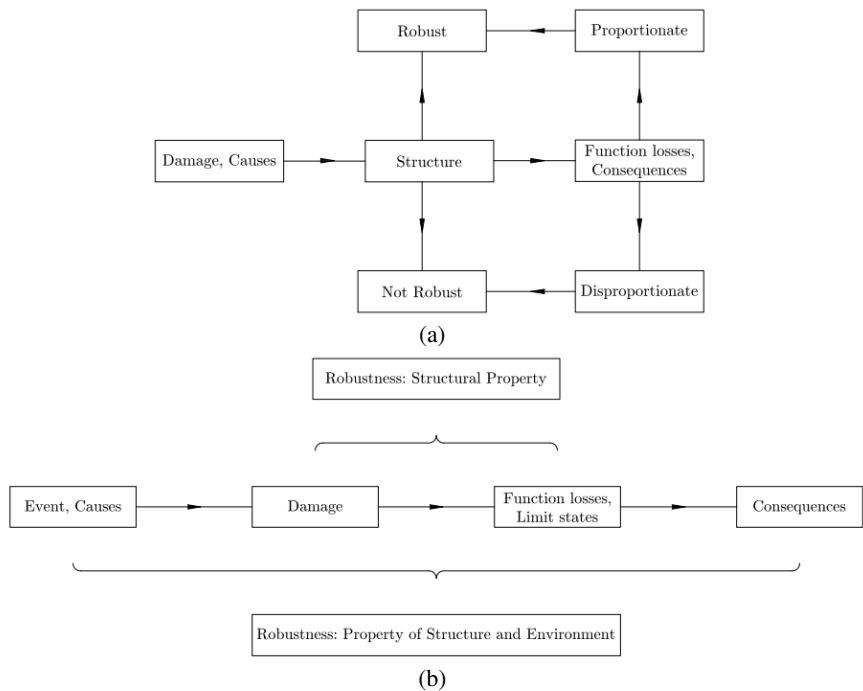 Robust
Proportionate
Damage, Causes
Structure
Function losses,
Consequences
Not Robust
Disproportionate
(a)
Robustness: Structural Property
Event, Causes
Damage
Function losses,
Limit states
Consequences
Robustness: Property of Structure and Environment
(b)